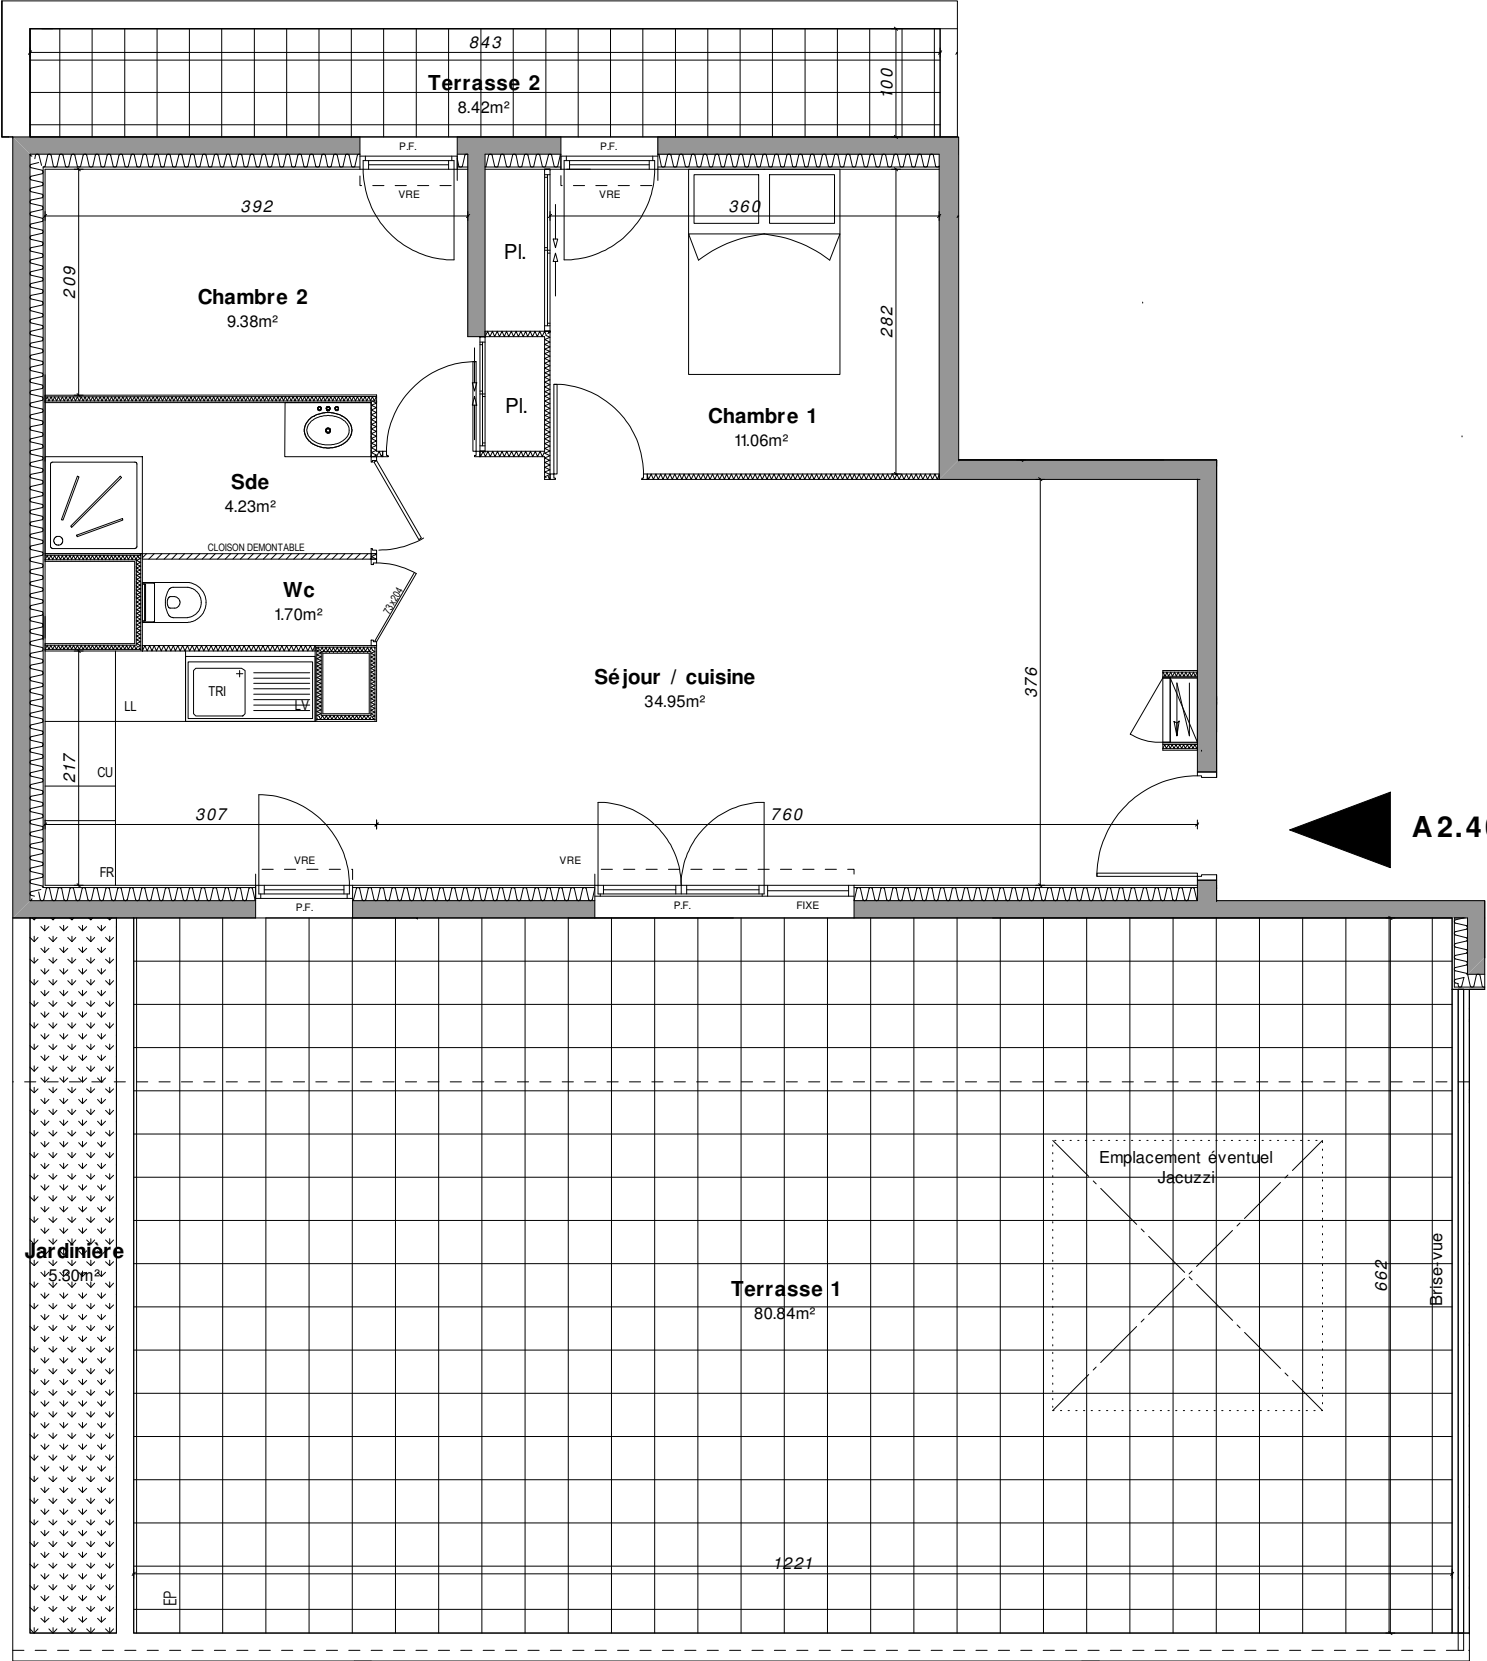 843
Terrasse 2
8.42m²
100
P.F.
P.F.
VRE
VRE
392
360
Pl.
209
282
Chambre 2
9.38m²
Pl.
Chambre 1
11.06m²
Sde
4.23m²
CLOISON DEMONTABLE
Wc
1.70m²
73x204
Séjour / cuisine
34.95m²
376
TRI
LL
LV
217
CU
307
760
VRE
VRE
FR
P.F.
P.F.
FIXE
Emplacement éventuel
Jacuzzi
Jardinière
5.30m²
Terrasse 1
80.84m²
662
Brise-vue
1221
EP